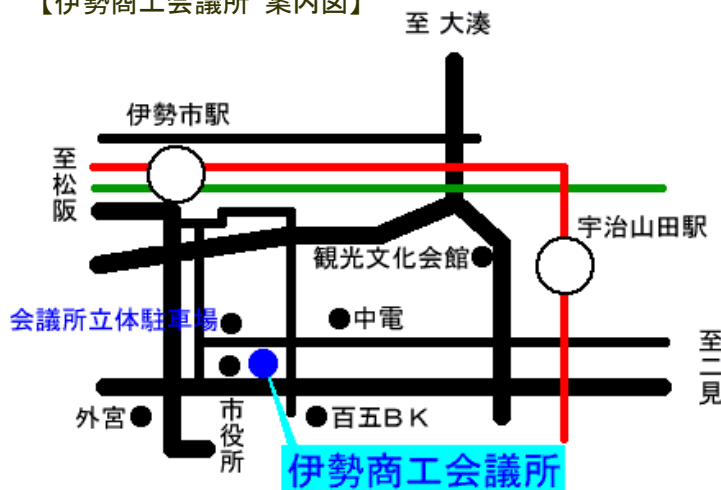 【伊勢商工会議所 案内図】
至 大湊
伊勢市駅
至松阪
宇治山田駅
観光文化会館
会議所立体駐車場
中電
至二見
外宮
市役所
百五BK
伊勢商工会議所